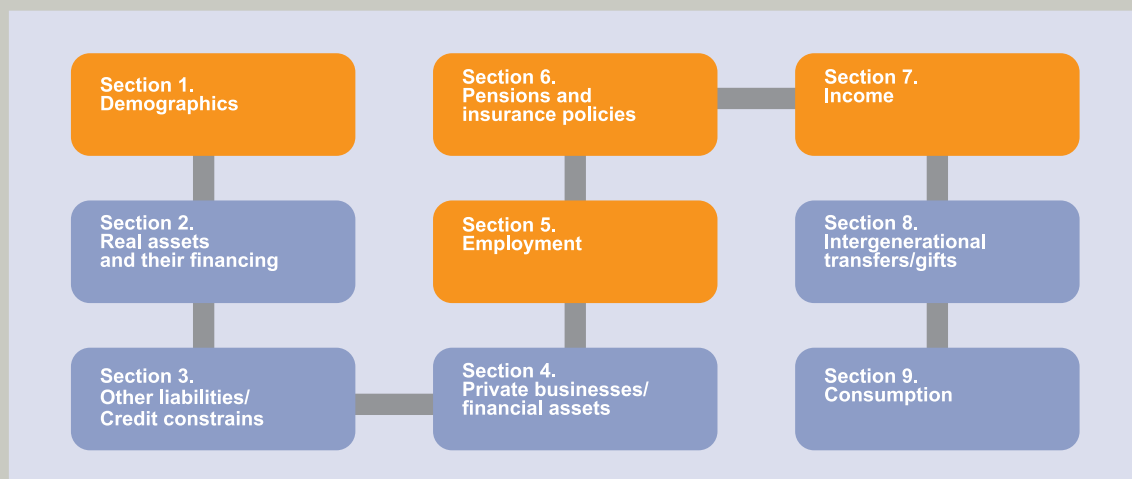 Section 1.
Demographics
Section 2.
Real assets
and their financing
Section 3.
Other liabilities/
Credit constrains
Section 4.
Private businesses/
financial assets
Section 5.
Employment
Section 6.
Pensions and
insurance policies
Section 7.
Income
Section 8.
Intergenerational
transfers/gifts
Section 9.
Consumption